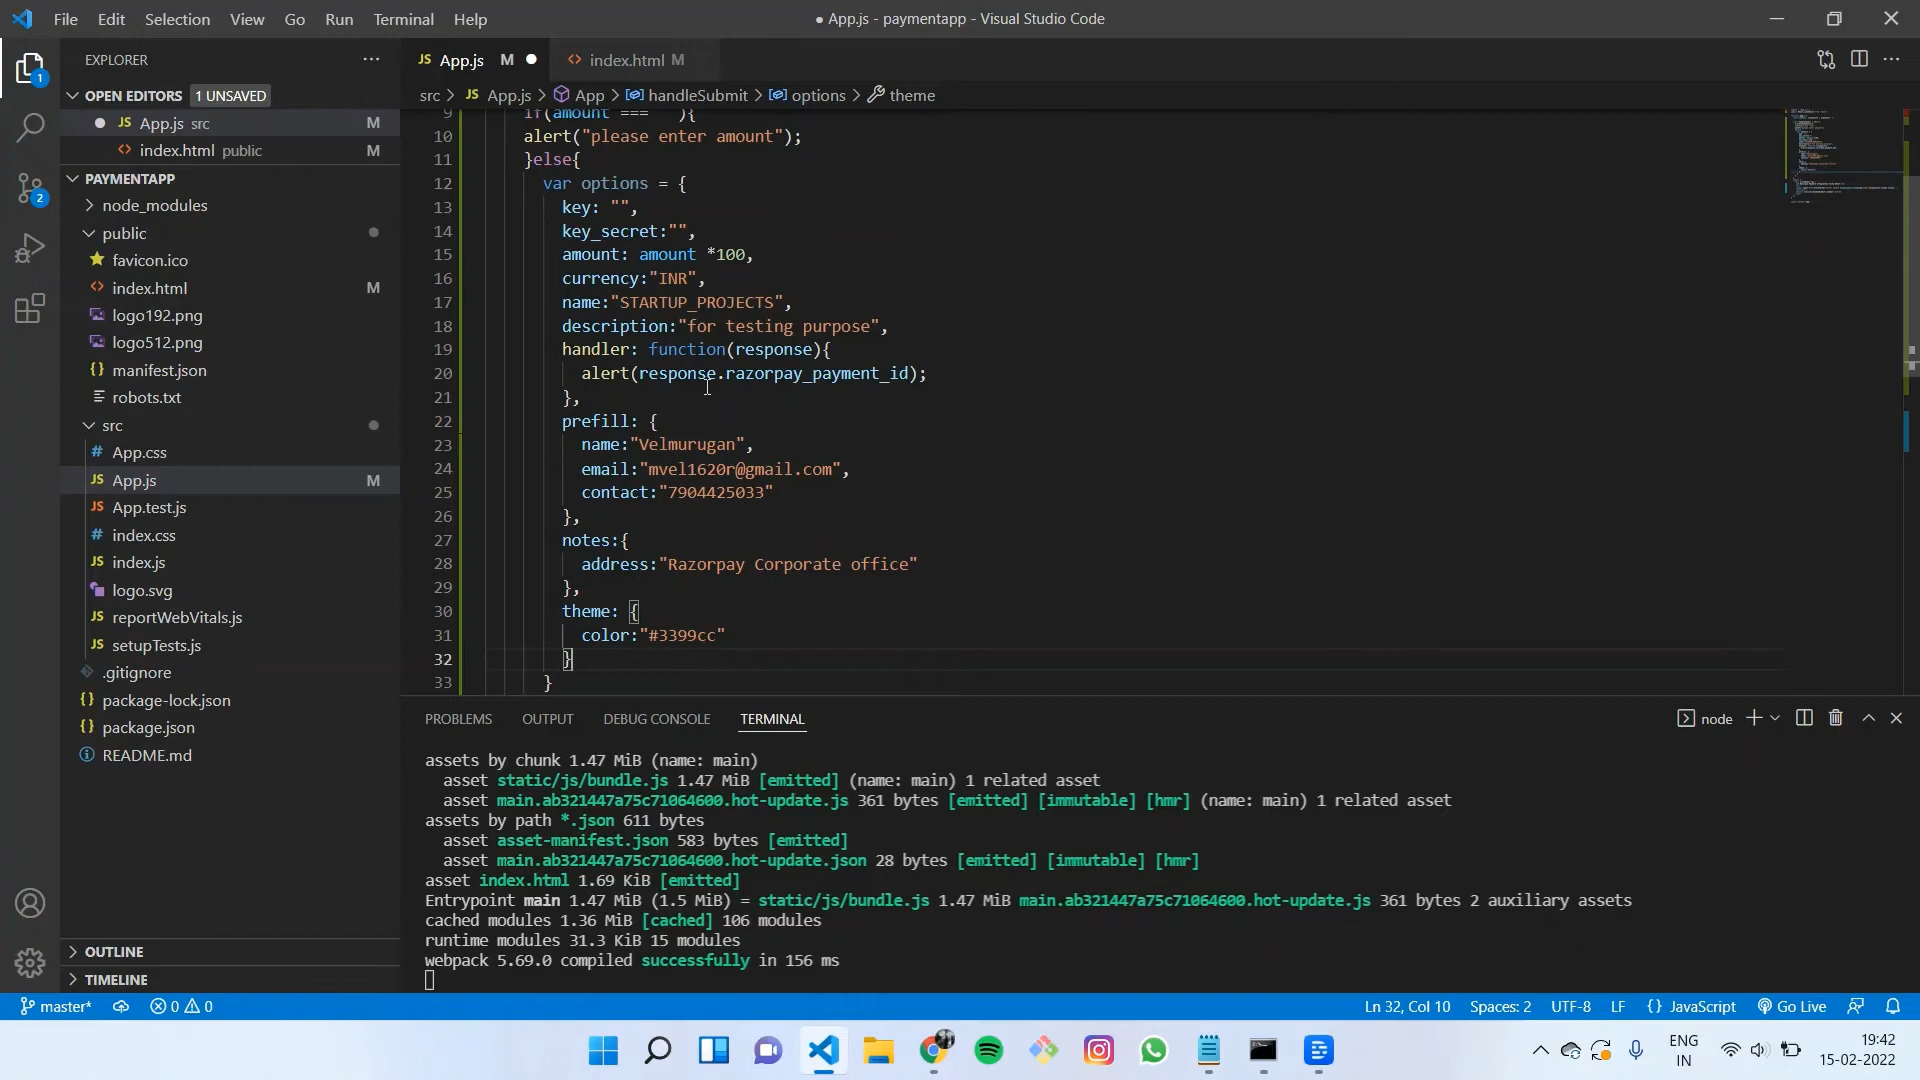 File Edit Selection View Go Run Terminal Help
● App.js - paymentapp - Visual Studio Code
EXPLORER
OPEN EDITORS 1 UNSAVED
JS App.js src M
<> index.html public M
PAYMENTAPP
node_modules
public
favicon.ico
<> index.html M
logo192.png
logo512.png
{} manifest.json
robots.txt
src
# App.css
JS App.js M
JS App.test.js
# index.css
JS index.js
logo.svg
JS reportWebVitals.js
JS setupTests.js
.gitignore
{} package-lock.json
{} package.json
README.md
OUTLINE
TIMELINE
1
2
JS App.js M
<> index.html M
src > JS App.js > App > handleSubmit > options > theme
9 if(amount === ){
10 alert("please enter amount");
11 }else{
12 var options = {
13 key: "",
14 key_secret:"",
15 amount: amount *100,
16 currency:"INR",
17 name:"STARTUP_PROJECTS",
18 description:"for testing purpose",
19 handler: function(response){
20 alert(response.razorpay_payment_id);
21 },
22 prefill: {
23 name:"Velmurugan",
24 email:"mvel1620r@gmail.com",
25 contact:"7904425033"
26 },
27 notes:{
28 address:"Razorpay Corporate office"
29 },
30 theme: {
31 color:"#3399cc"
32 }
33 }
PROBLEMS OUTPUT DEBUG CONSOLE TERMINAL
node
assets by chunk 1.47 MiB (name: main)
asset static/js/bundle.js 1.47 MiB [emitted] (name: main) 1 related asset
asset main.ab321447a75c71064600.hot-update.js 361 bytes [emitted] [immutable] [hmr] (name: main) 1 related asset
assets by path *.json 611 bytes
asset asset-manifest.json 583 bytes [emitted]
asset main.ab321447a75c71064600.hot-update.json 28 bytes [emitted] [immutable] [hmr]
asset index.html 1.69 KiB [emitted]
Entrypoint main 1.47 MiB (1.5 MiB) = static/js/bundle.js 1.47 MiB main.ab321447a75c71064600.hot-update.js 361 bytes 2 auxiliary assets
cached modules 1.36 MiB [cached] 106 modules
runtime modules 31.3 KiB 15 modules
webpack 5.69.0 compiled successfully in 156 ms
master* 0 0
Ln 32, Col 10 Spaces: 2 UTF-8 LF {} JavaScript Go Live
ENG
IN
19:42
15-02-2022